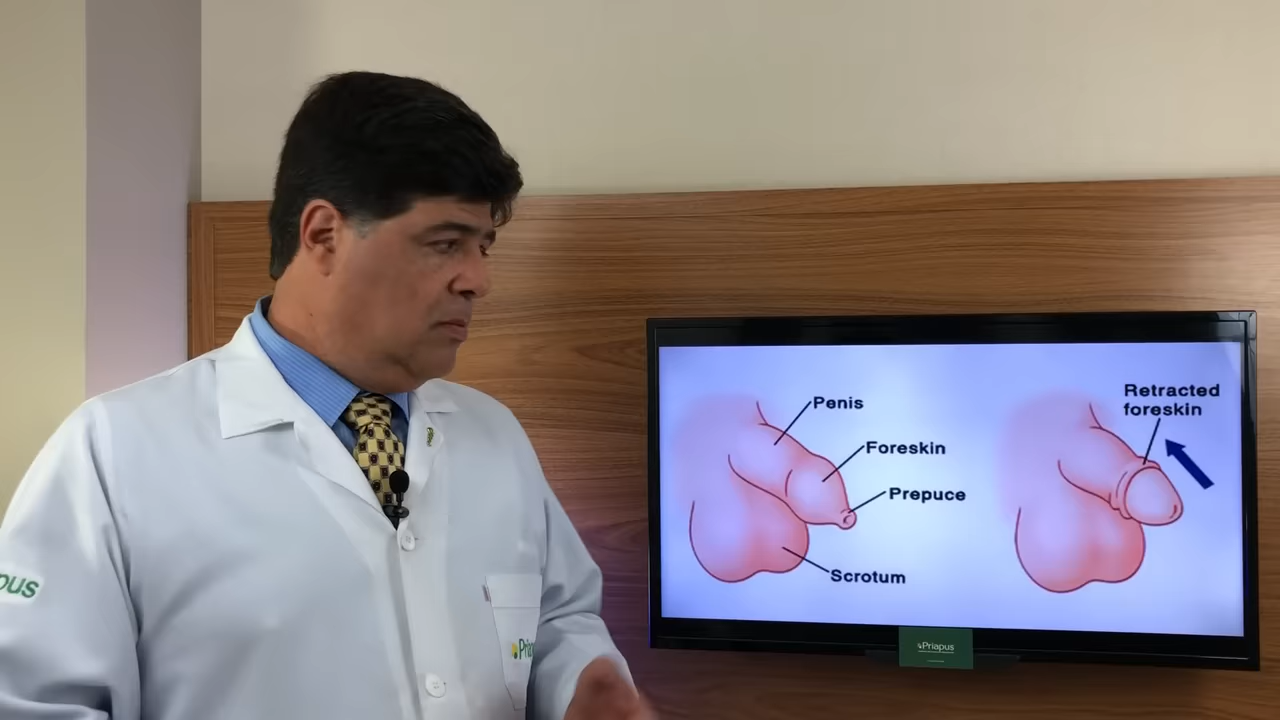 Penis
Foreskin
Prepuce
Scrotum
Retracted
foreskin
Priapus